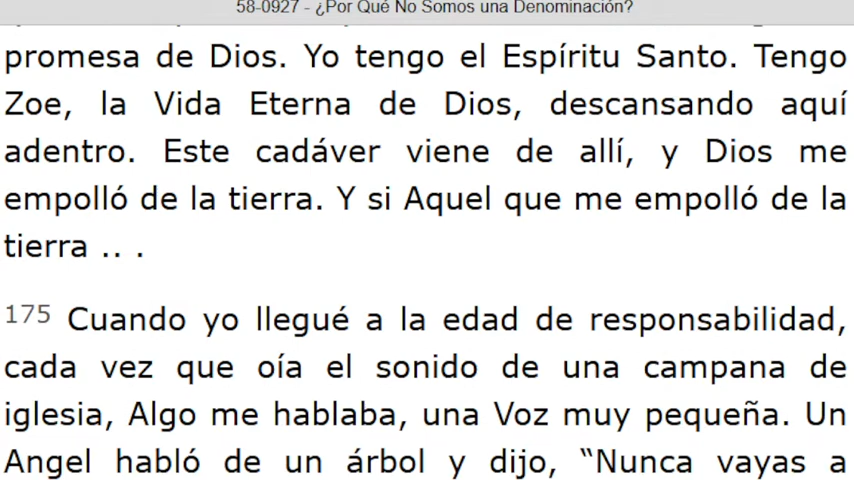 58-0927 - ¿Por Qué No Somos una Denominación?
promesa de Dios. Yo tengo el Espíritu Santo. Tengo
Zoe, la Vida Eterna de Dios, descansando aquí
adentro. Este cadáver viene de allí, y Dios me
empolló de la tierra. Y si Aquel que me empolló de la
tierra .. .
175 Cuando yo llegué a la edad de responsabilidad,
cada vez que oía el sonido de una campana de
iglesia, Algo me hablaba, una Voz muy pequeña. Un
Angel habló de un árbol y dijo, “Nunca vayas a